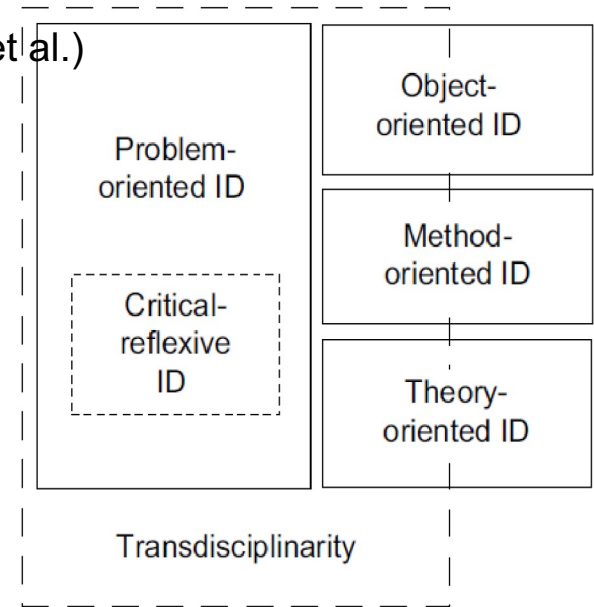 et al.)
Problem-
oriented ID
Critical-
reflexive
ID
Object-
oriented ID
Method-
oriented ID
Theory-
oriented ID
Transdisciplinarity